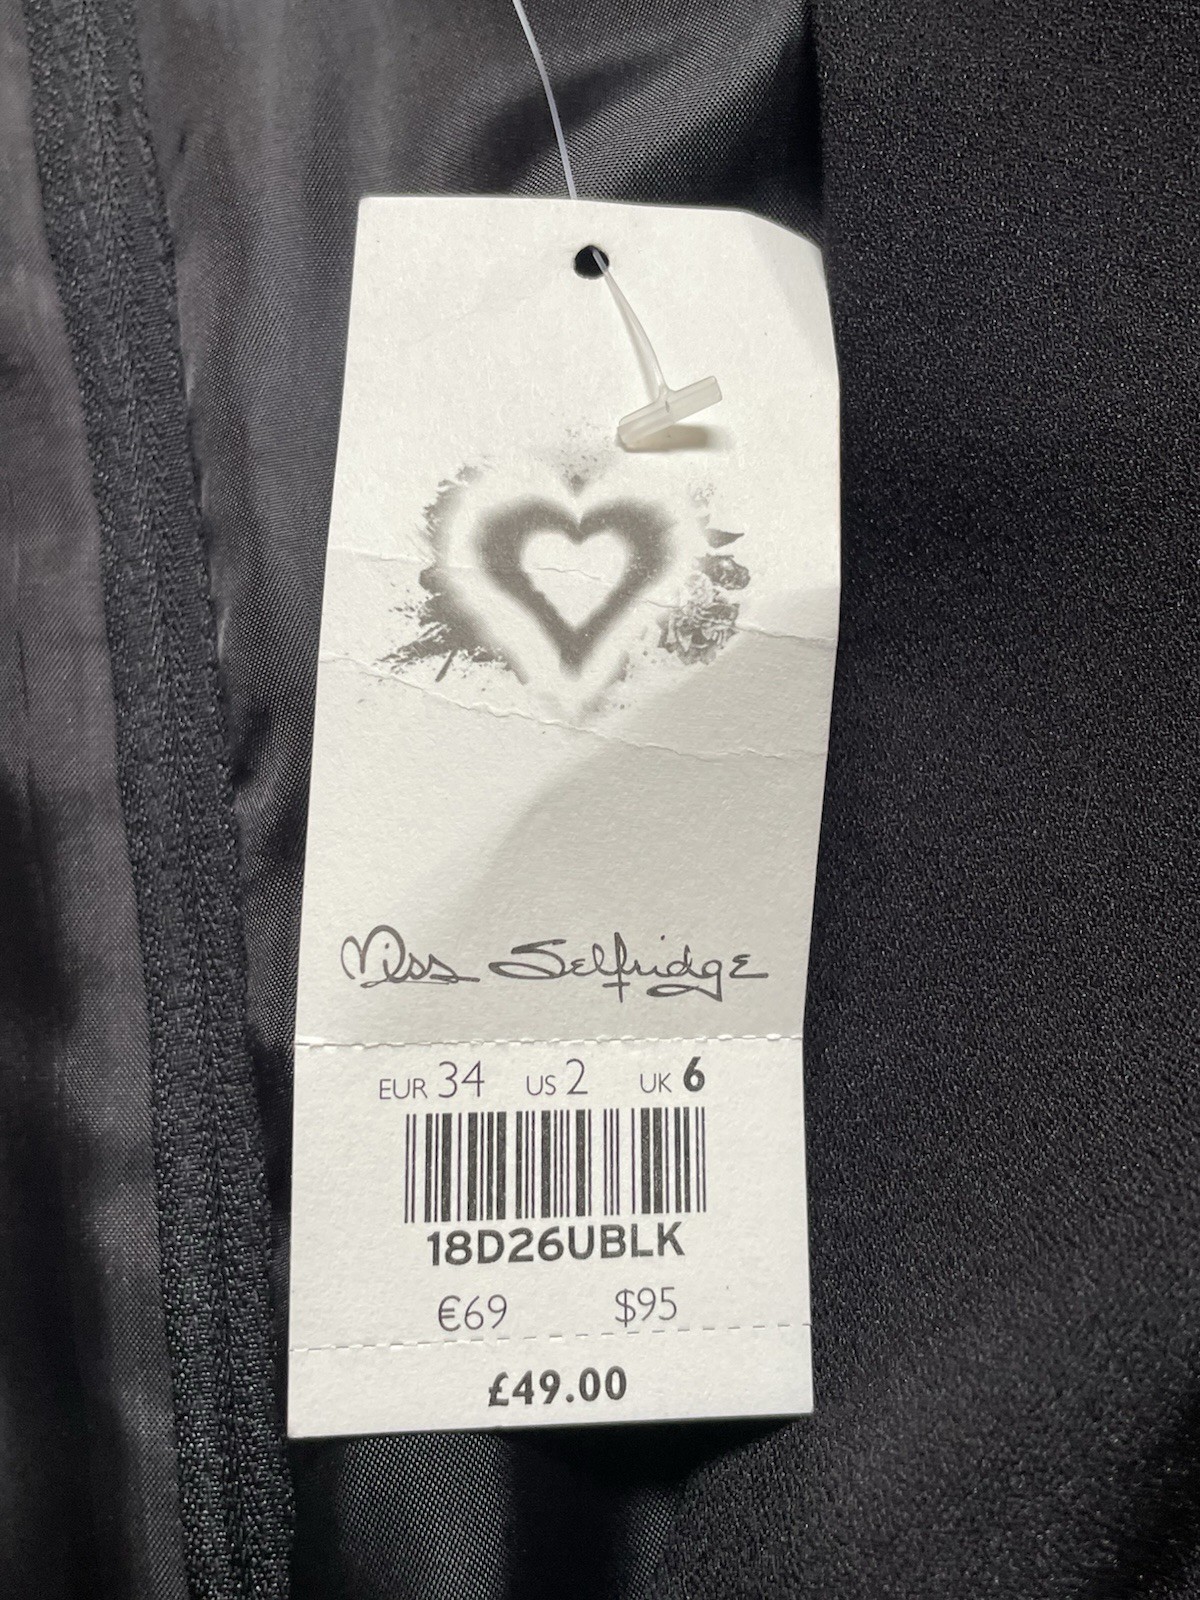 Miss Selfridge
EUR 34 US 2 UK 6
18D26UBLK
€69 $95
£49.00